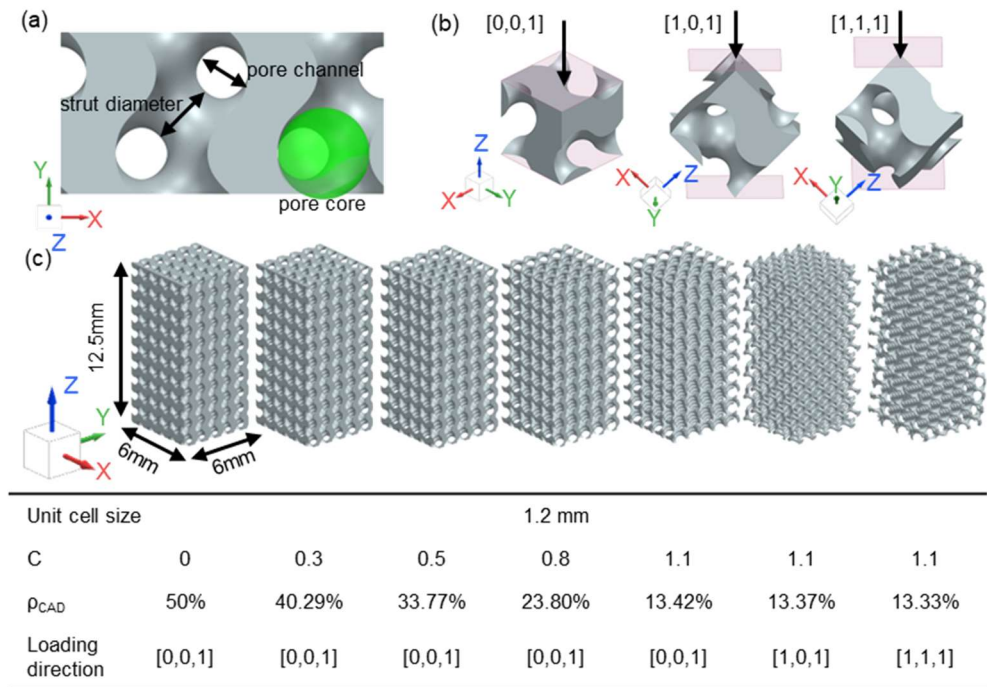 (a)
pore channel
strut diameter
pore core
Y
X
Z
(b)
[0,0,1]
[1,0,1]
[1,1,1]
Z
X
Y
X
Z
Y
X
Z
Y
(c)
12.5mm
6mm
6mm
Z
Y
X
Unit cell size 1.2 mm
C 0 0.3 0.5 0.8 1.1 1.1 1.1
ρCAD 50% 40.29% 33.77% 23.80% 13.42% 13.37% 13.33%
Loading
direction [0,0,1] [0,0,1] [0,0,1] [0,0,1] [0,0,1] [1,0,1] [1,1,1]